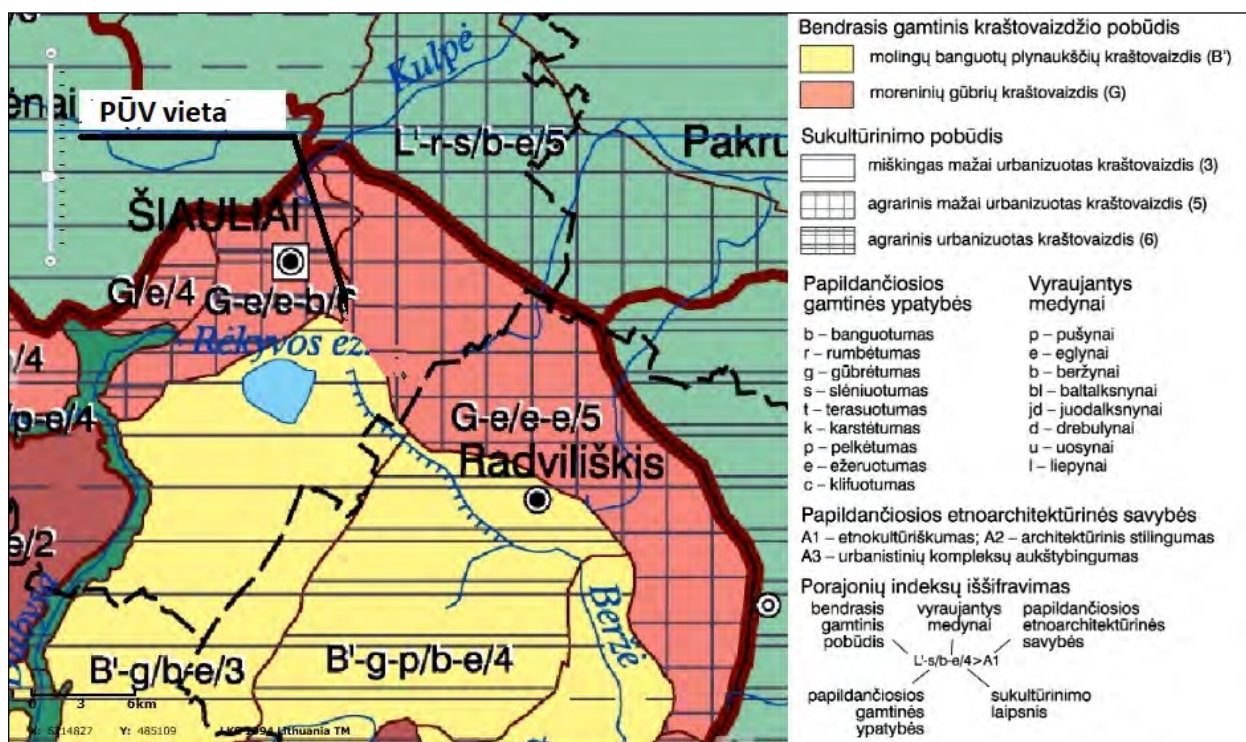 Kulpė
ėnai
PŪV vieta
L'-r-s/b-e/5
Pakru
ŠIAULIAI
G/e/4
G-e/e-b/
Rėkyvos ež.
/4
/p-e/4
G-e/e-e/5
Radviliškis
e/2
Beržė
B'-g/b-e/3
B'-g-p/b-e/4
0 3 6km
Y: 485109 LKS 1994 Lithuania TM
Bendrasis gamtinis kraštovaizdžio pobūdis
molingų banguotų plynaukščių kraštovaizdis (B')
moreninių gūbrių kraštovaizdis (G)
Sukultūrinimo pobūdis
miškingas mažai urbanizuotas kraštovaizdis (3)
agrarinis mažai urbanizuotas kraštovaizdis (5)
agrarinis urbanizuotas kraštovaizdis (6)
Papildančiosios
gamtinės ypatybės
b – banguotumas
r – rumbėtumas
g – gūbrėtumas
s – slėniuotumas
t – terasuotumas
k – karstėtumas
p – pelkėtumas
e – ežeruotumas
c – klifuotumas
Vyraujantys
medynai
p – pušynai
e – eglynai
b – beržynai
bl – baltalksnynai
jd – juodalksnynai
d – drebulynai
u – uosynai
l – liepynai
Papildančiosios etnoarchitektūrinės savybės
A1 – etnokultūriškumas; A2 – architektūrinis stilingumas
A3 – urbanistinių kompleksų aukštybingumas
Porajonių indeksų iššifravimas
bendrasis
gamtinis
pobūdis
vyraujantys
medynai
papildančiosios
etnoarchitektūrinės
savybės
L'-s/b-e/4>A1
papildančiosios
gamtinės
ypatybės
sukultūrinimo
laipsnis